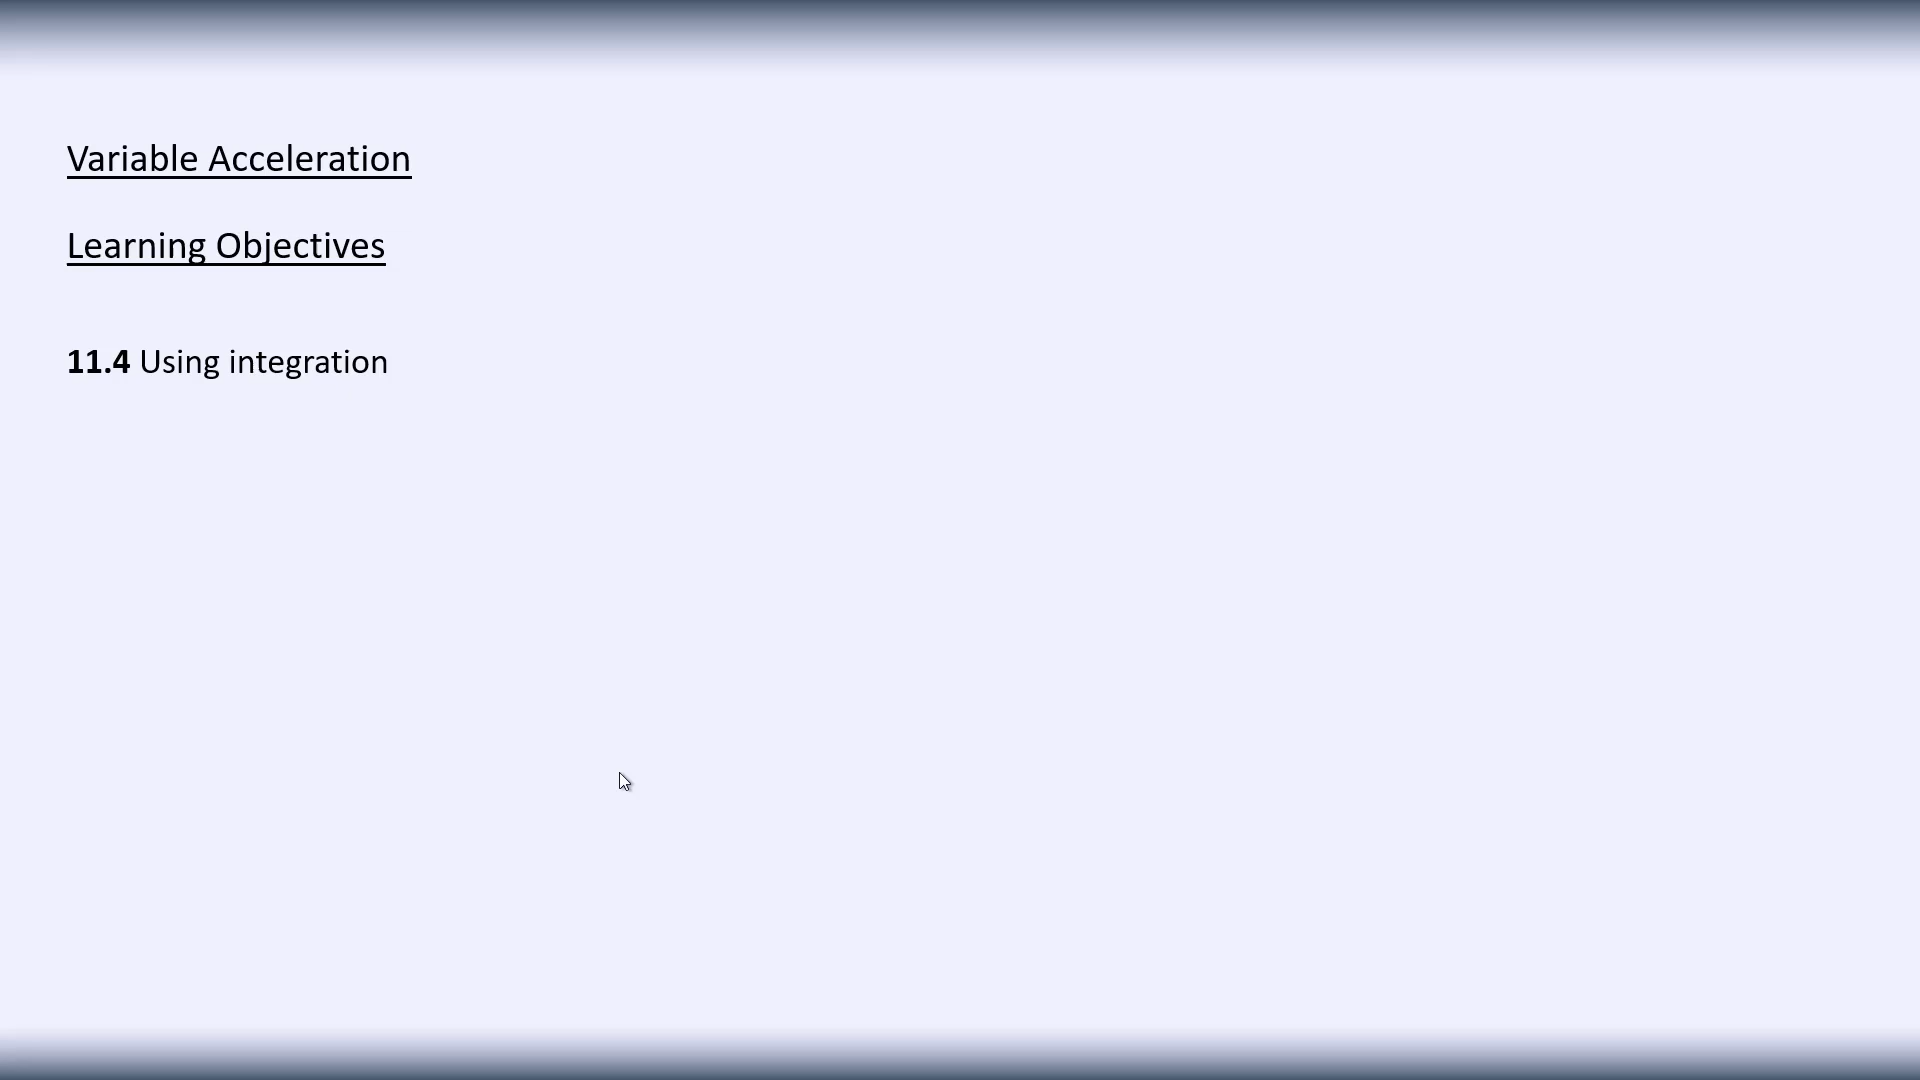 Variable Acceleration
Learning Objectives
11.4 Using integration